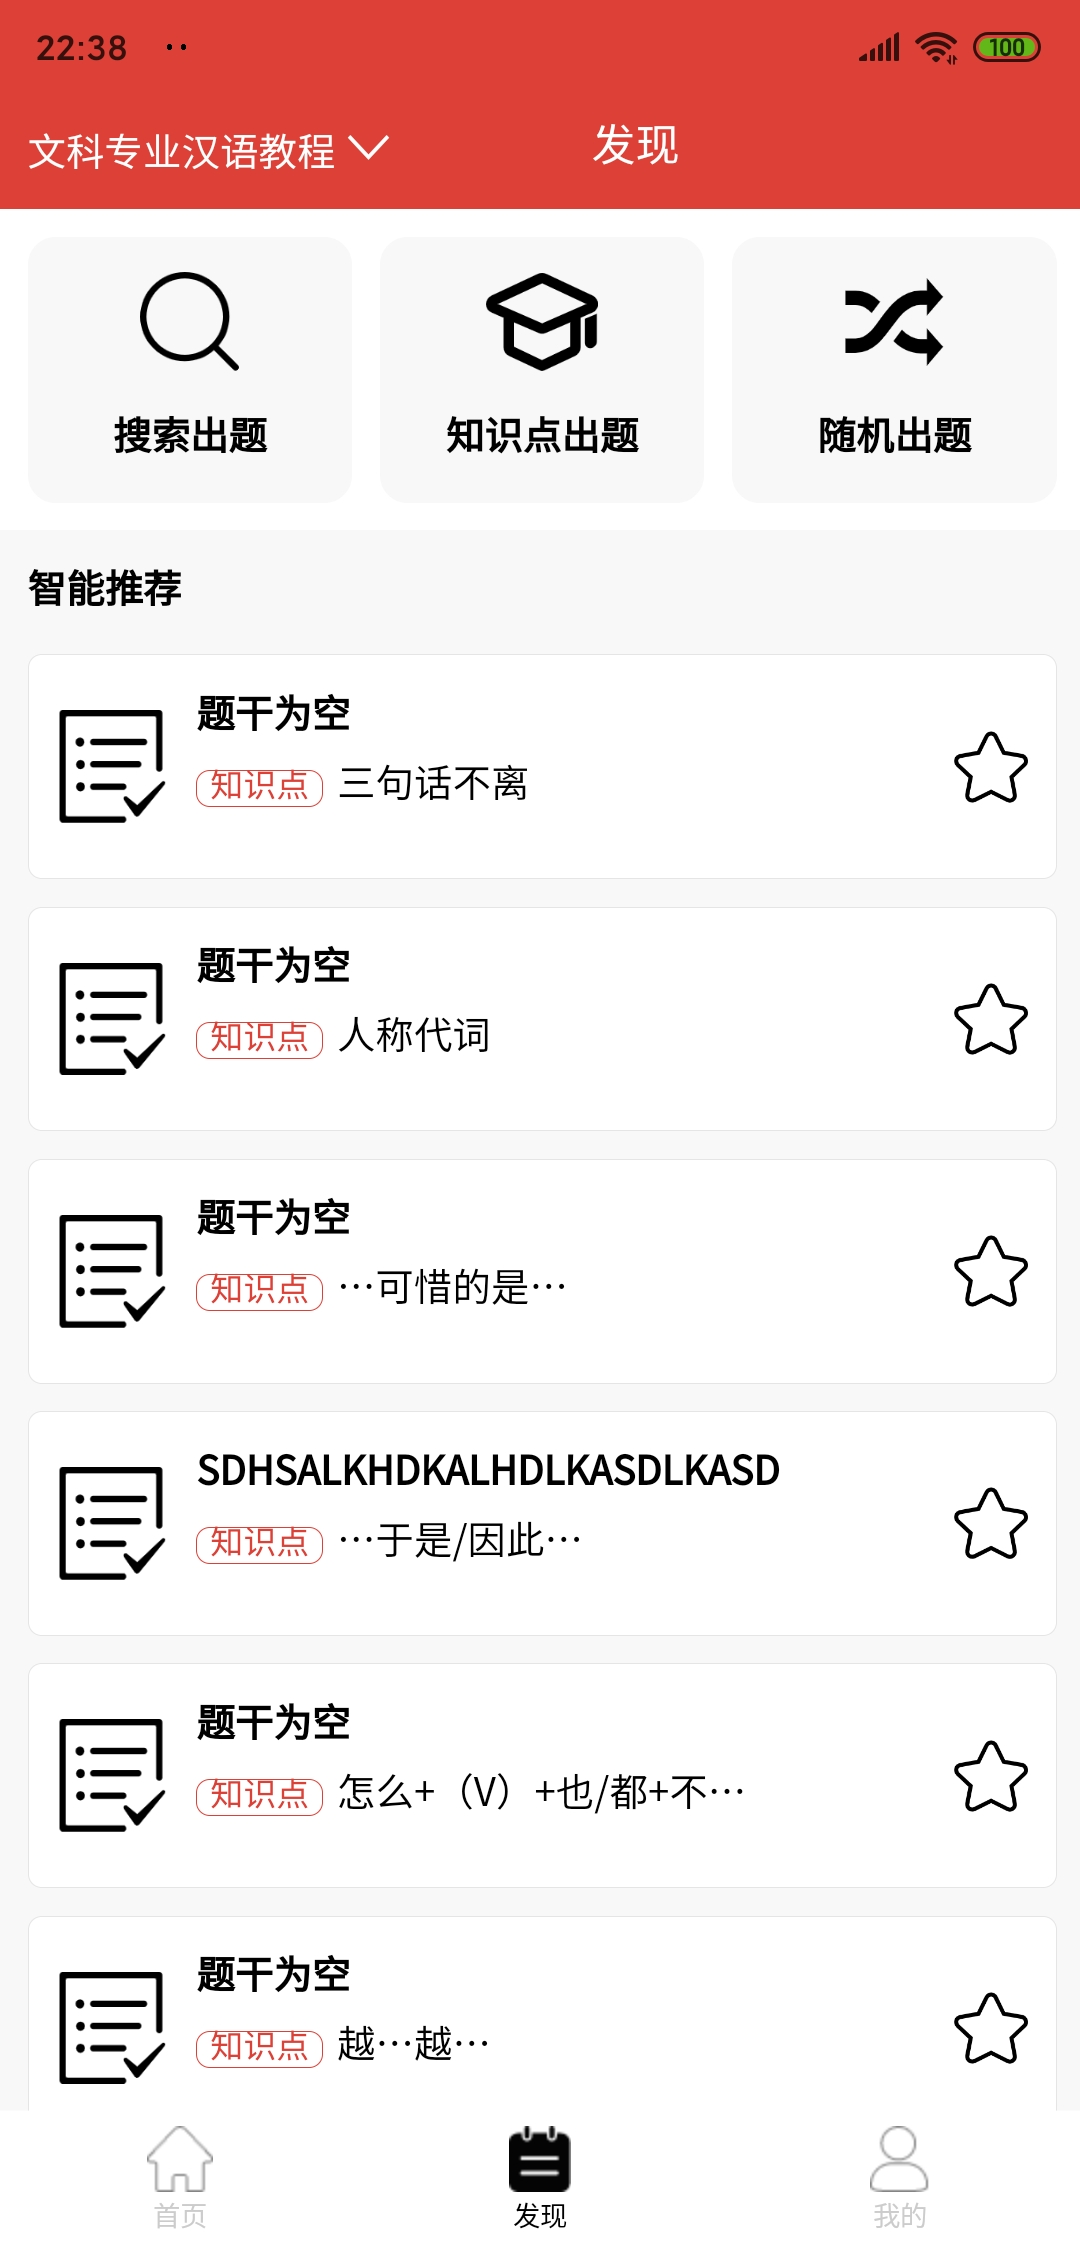 22:38
100
文科专业汉语教程
发现
搜索出题
知识点出题
随机出题
智能推荐
题干为空
知识点 三句话不离
题干为空
知识点 人称代词
题干为空
知识点 …可惜的是…
SDHSALKHDKALHDLKASDLKASD
知识点 …于是/因此…
题干为空
知识点 怎么+（V）+也/都+不…
题干为空
知识点 越…越…
首页
发现
我的